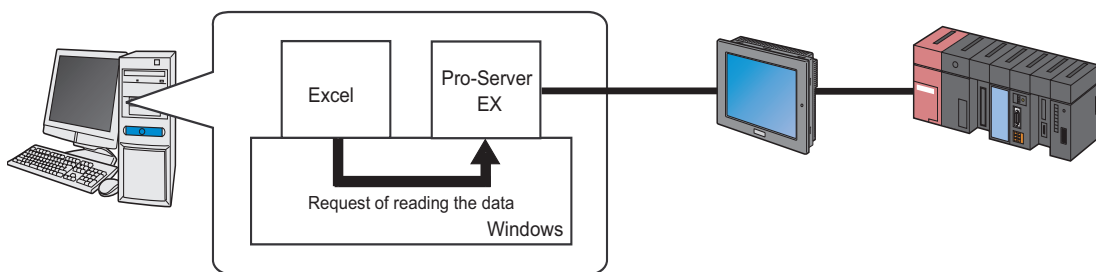 Excel
Pro-Server
EX
Request of reading the data
Windows